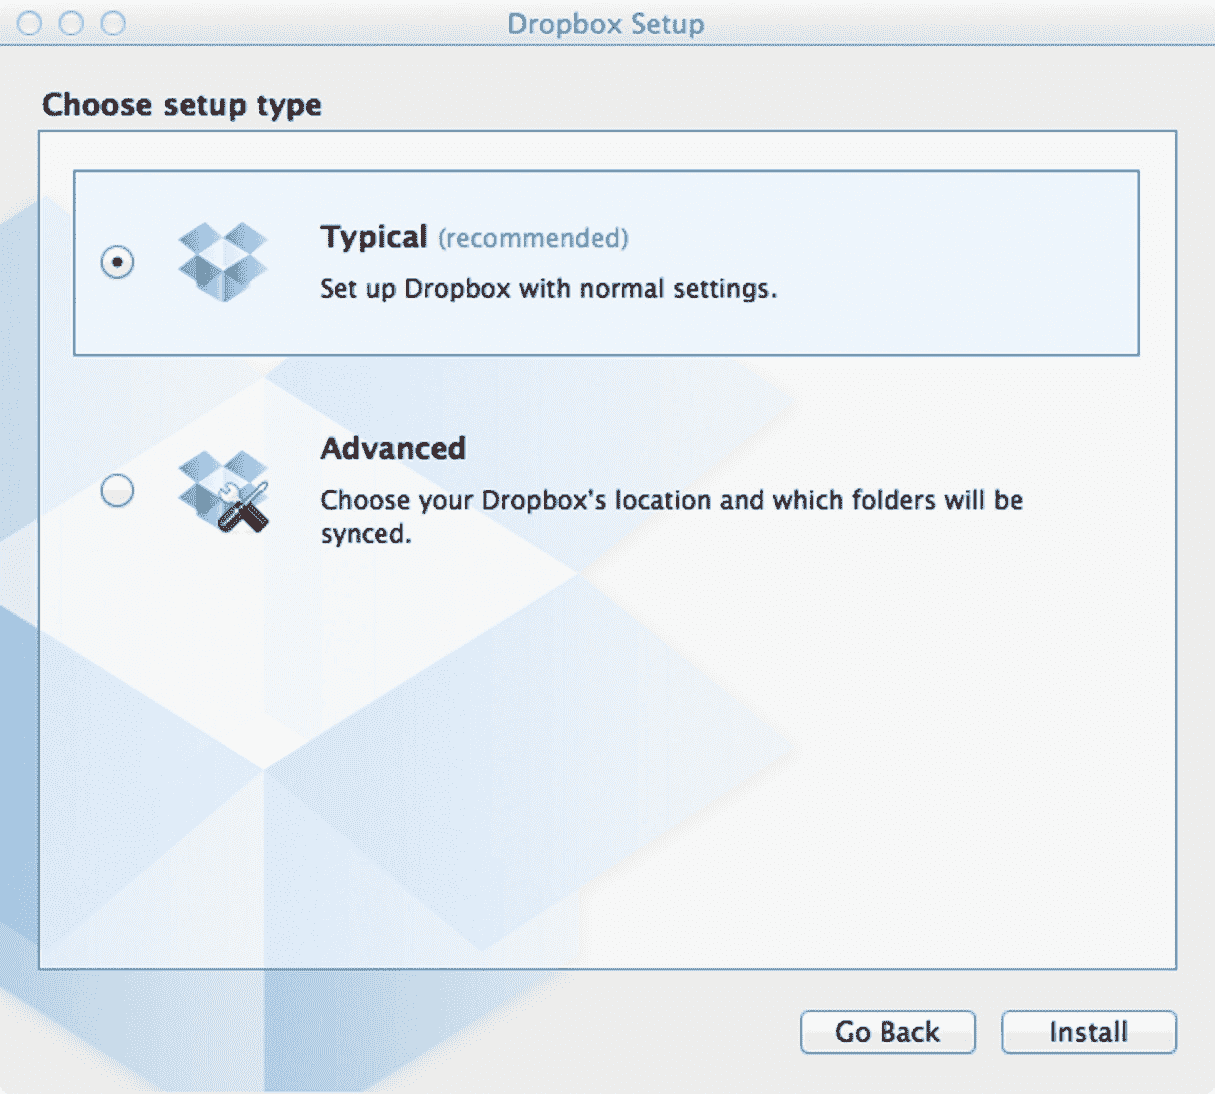 Dropbox Setup
Choose setup type
Typical (recommended)
Set up Dropbox with normal settings.
Advanced
Choose your Dropbox's location and which folders will be
synced.
Go Back
Install